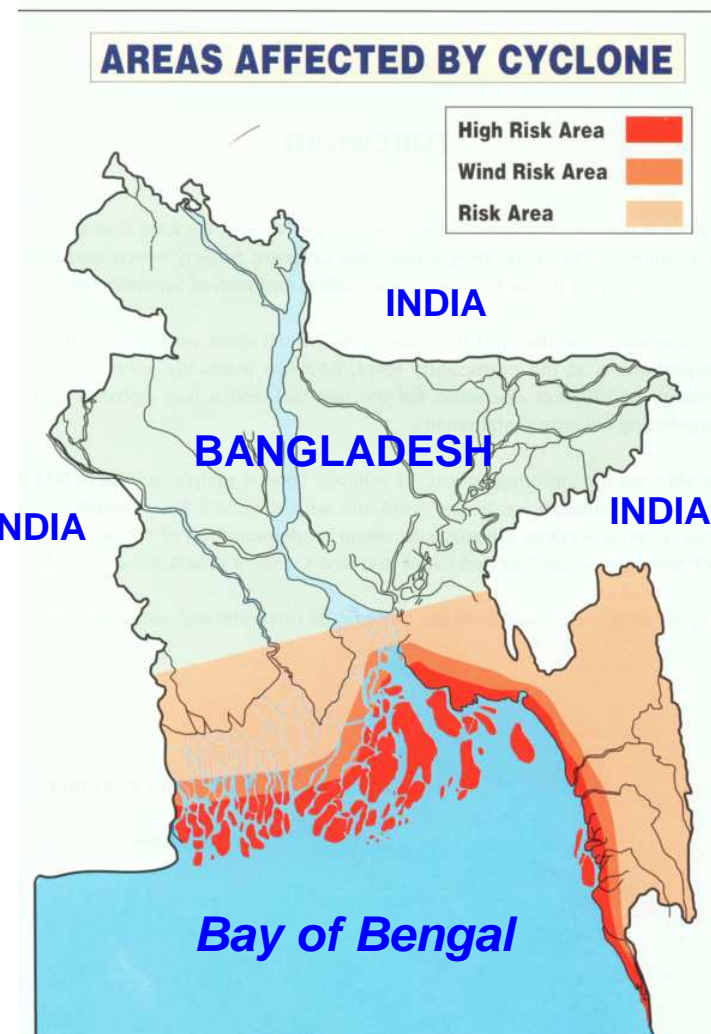 AREAS AFFECTED BY CYCLONE
High Risk Area
Wind Risk Area
Risk Area
INDIA
BANGLADESH
INDIA
NDIA
Bay of Bengal